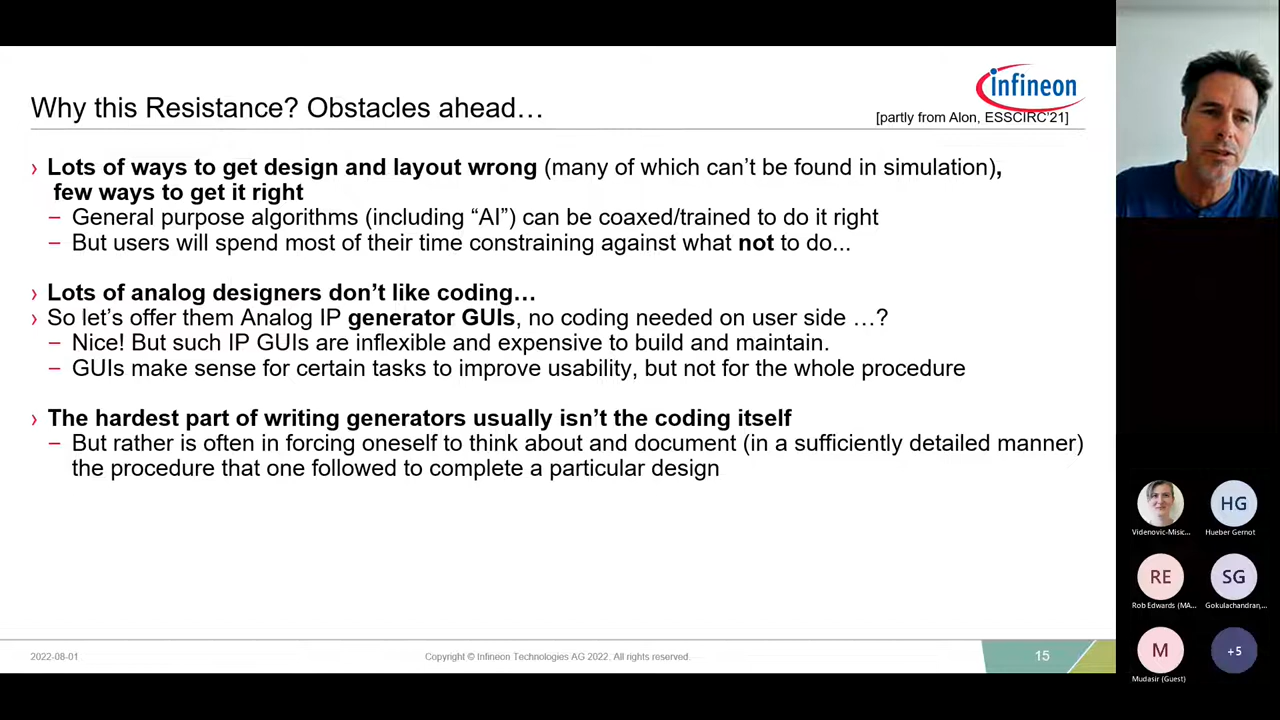 infineon
Why this Resistance? Obstacles ahead…
[partly from Alon, ESSCIRC'21]
› Lots of ways to get design and layout wrong (many of which can't be found in simulation),
few ways to get it right
– General purpose algorithms (including “AI”) can be coaxed/trained to do it right
– But users will spend most of their time constraining against what not to do...
› Lots of analog designers don't like coding…
› So let's offer them Analog IP generator GUIs, no coding needed on user side …?
– Nice! But such IP GUIs are inflexible and expensive to build and maintain.
– GUIs make sense for certain tasks to improve usability, but not for the whole procedure
› The hardest part of writing generators usually isn't the coding itself
– But rather is often in forcing oneself to think about and document (in a sufficiently detailed manner)
the procedure that one followed to complete a particular design
2022-08-01
Copyright © Infineon Technologies AG 2022. All rights reserved.
15
Videnovic-Misic...
HG
Hueber Gernot
RE
Rob Edwards (MA...
SG
Gokulachandran,...
M
Mudasir (Guest)
+5